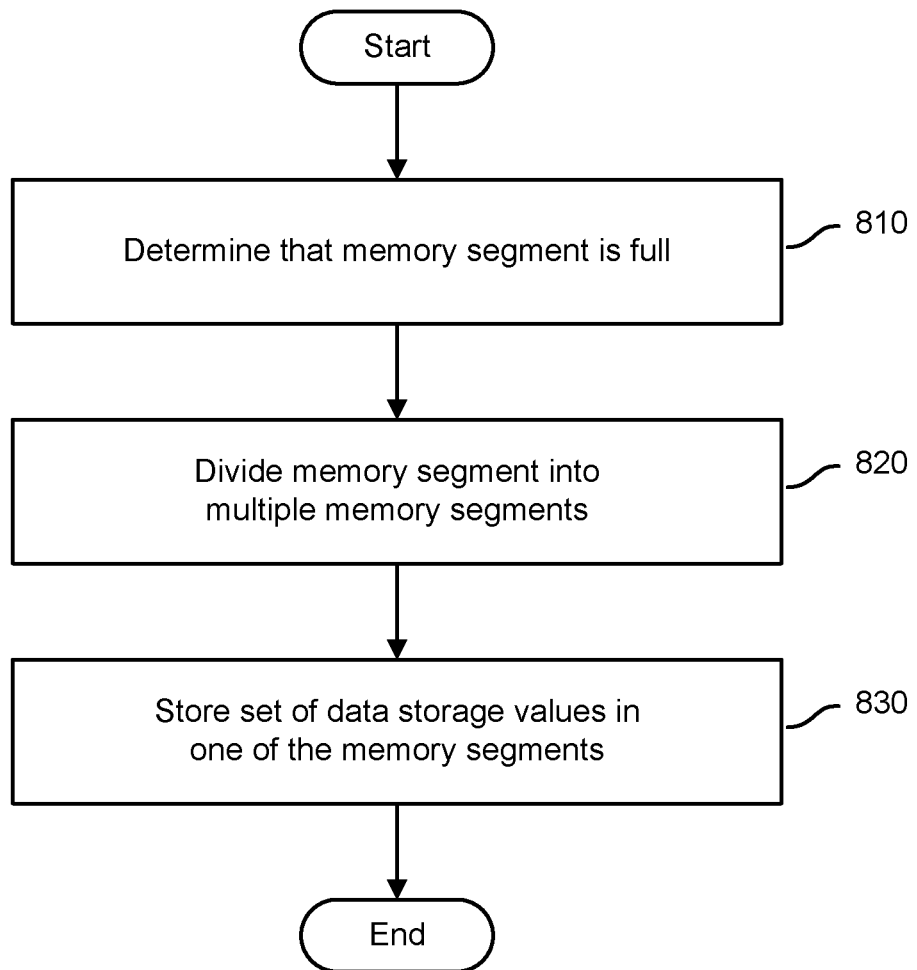 Start
Determine that memory segment is full
810
Divide memory segment into
multiple memory segments
820
Store set of data storage values in
one of the memory segments
830
End